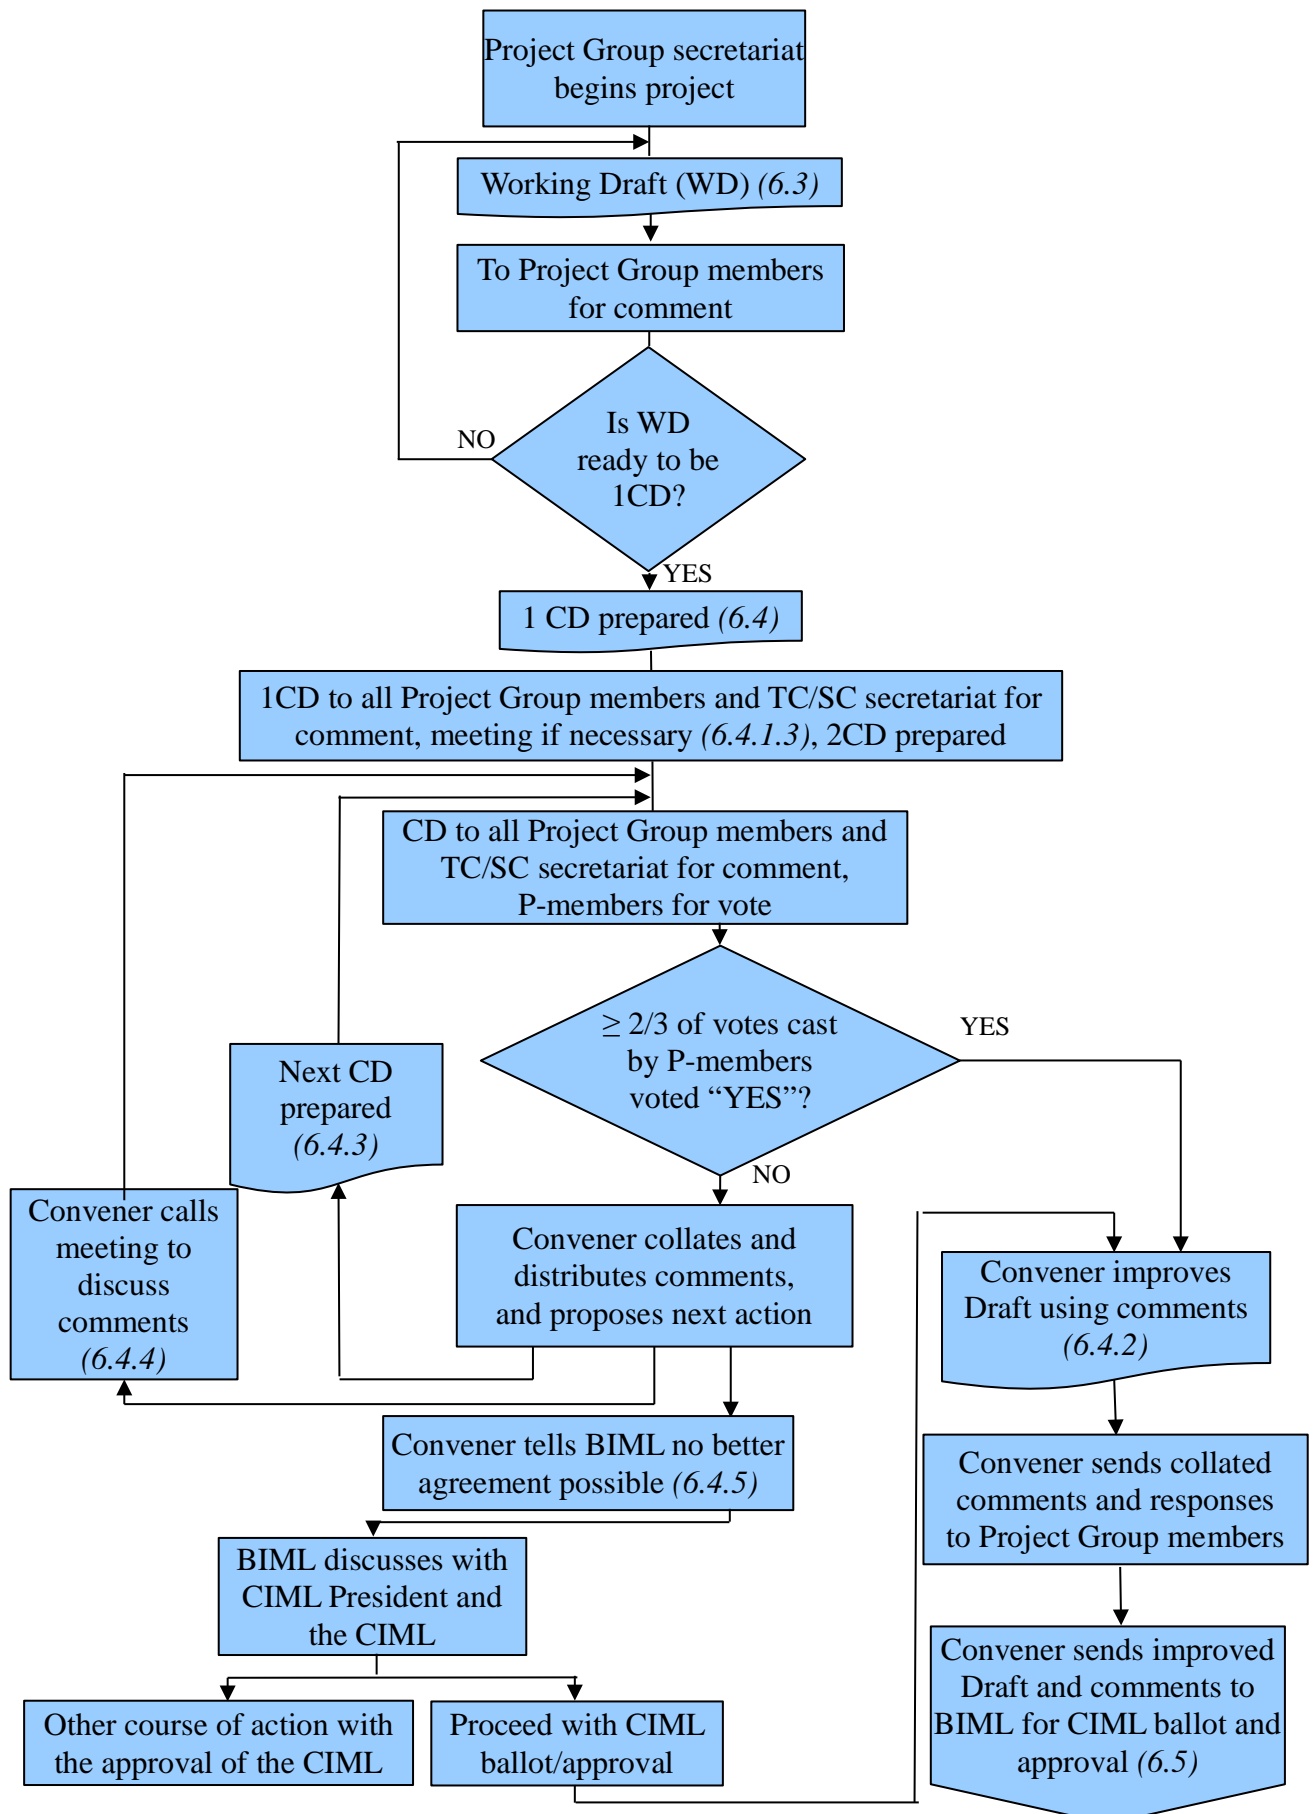 Project Group secretariat
begins project
Working Draft (WD) (6.3)
To Project Group members
for comment
Is WD
ready to be
1CD?
NO
YES
1 CD prepared (6.4)
1CD to all Project Group members and TC/SC secretariat for
comment, meeting if necessary (6.4.1.3), 2CD prepared
CD to all Project Group members and
TC/SC secretariat for comment,
P-members for vote
≥ 2/3 of votes cast
by P-members
voted “YES”?
YES
NO
Next CD
prepared
(6.4.3)
Convener calls
meeting to
discuss
comments
(6.4.4)
Convener collates and
distributes comments,
and proposes next action
Convener improves
Draft using comments
(6.4.2)
Convener tells BIML no better
agreement possible (6.4.5)
Convener sends collated
comments and responses
to Project Group members
BIML discusses with
CIML President and
the CIML
Other course of action with
the approval of the CIML
Proceed with CIML
ballot/approval
Convener sends improved
Draft and comments to
BIML for CIML ballot and
approval (6.5)